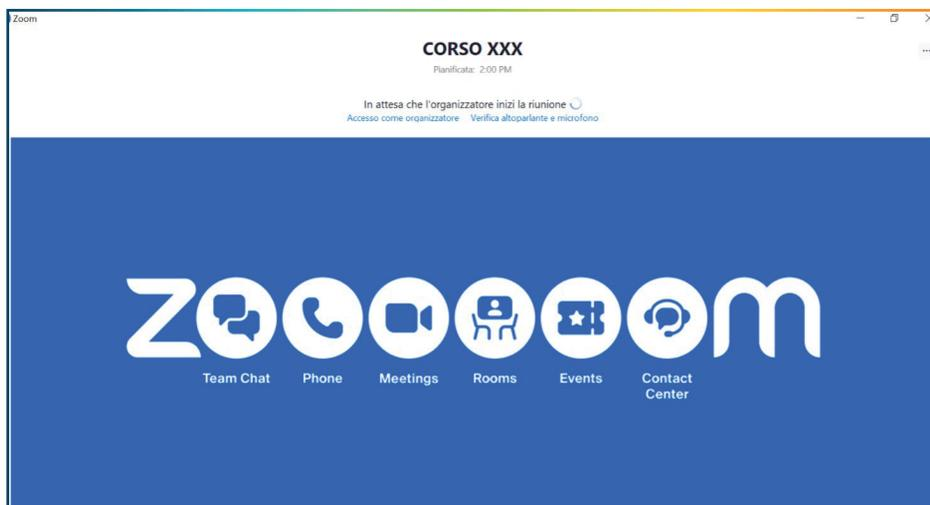 Zoom
CORSO XXX
Pianificata: 2:00 PM
In attesa che l'organizzatore inizi la riunione
Accesso come organizzatore Verifica altoparlante e microfono
zoooooom
Team Chat Phone Meetings Rooms Events Contact
Center